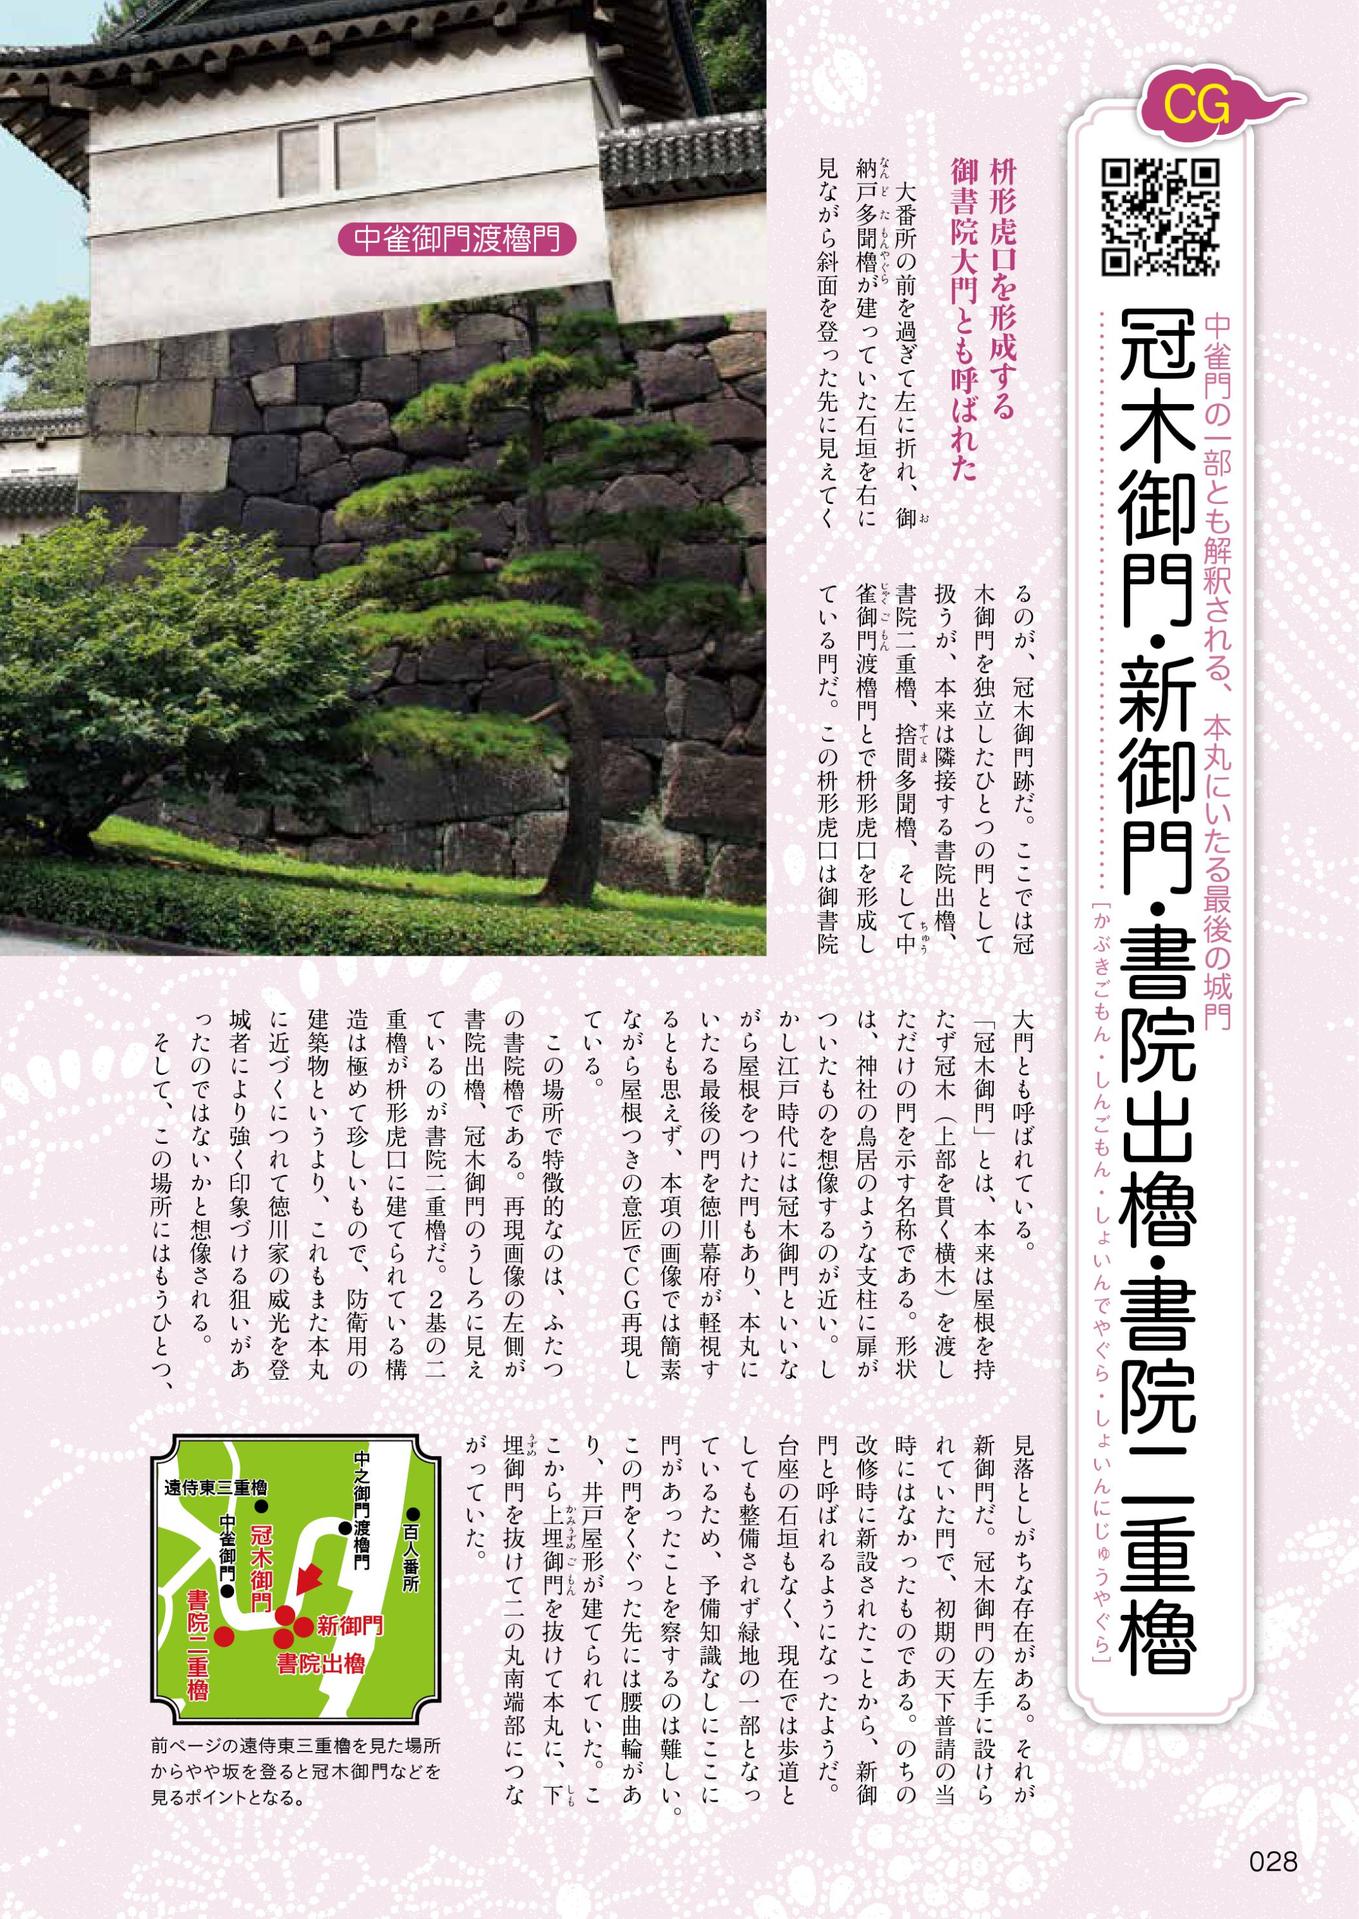 CG
中雀門の一部とも解釈される、本丸にいたる最後の城門
冠木御門・新御門・書院出櫓・書院二重櫓
［かぶきごもん・しんごもん・しょいんでやぐら・しょいんにじゅうやぐら］
枡形虎口を形成する
御書院大門とも呼ばれた
大番所の前を過ぎて左に折れ、御
納戸多聞櫓が建っていた石垣を右に
見ながら斜面を登った先に見えてく
るのが、冠木御門跡だ。ここでは冠
木御門を独立したひとつの門として
扱うが、本来は隣接する書院出櫓、
書院二重櫓、捨間多聞櫓、そして中
雀御門渡櫓門とで枡形虎口を形成し
ている門だ。この枡形虎口は御書院
大門とも呼ばれている。
「冠木御門」とは、本来は屋根を持
たず冠木（上部を貫く横木）を渡し
ただけの門を示す名称である。形状
は、神社の鳥居のような支柱に扉が
ついたものを想像するのが近い。し
かし江戸時代には冠木御門といいな
がら屋根をつけた門もあり、本丸に
いたる最後の門を徳川幕府が軽視す
るとも思えず、本項の画像では簡素
ながら屋根つきの意匠でCG再現し
ている。
この場所で特徴的なのは、ふたつ
の書院櫓である。再現画像の左側が
書院出櫓、冠木御門のうしろに見え
ているのが書院二重櫓だ。2基の二
重櫓が枡形虎口に建てられている構
造は極めて珍しいもので、防衛用の
建築物というより、これもまた本丸
に近づくにつれて徳川家の威光を登
城者により強く印象づける狙いがあ
ったのではないかと想像される。
そして、この場所にはもうひとつ、
見落としがちな存在がある。それが
新御門だ。冠木御門の左手に設けら
れていた門で、初期の天下普請の当
時にはなかったものである。のちの
改修時に新設されたことから、新御
門と呼ばれるようになったようだ。
台座の石垣もなく、現在では歩道と
しても整備されず緑地の一部となっ
ているため、予備知識なしにここに
門があったことを察するのは難しい。
この門をくぐった先には腰曲輪があ
り、井戸屋形が建てられていた。こ
こから上埋御門を抜けて本丸に、下
埋御門を抜けて二の丸南端部につな
がっていた。
おなんどたもんやぐら
すてま
ちゅうじゃくごもん
かみうずめごもん
しもうずめ
中雀御門渡櫓門
百人番所
中之御門渡櫓門
遠侍東三重櫓
中雀御門
冠木御門
新御門
書院出櫓
書院二重櫓
前ページの遠侍東三重櫓を見た場所
からやや坂を登ると冠木御門などを
見るポイントとなる。
028